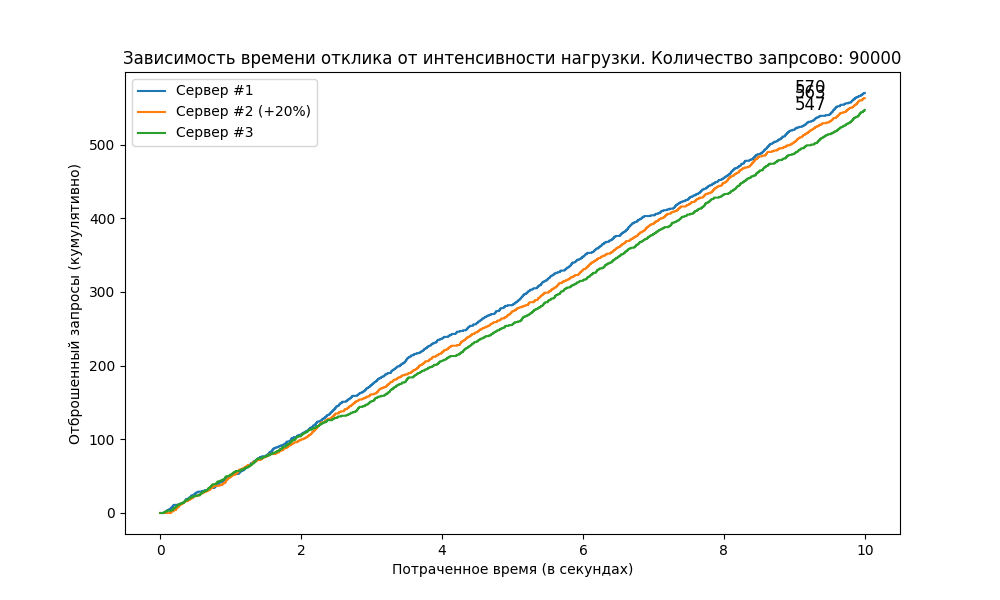 Зависимость времени отклика от интенсивности нагрузки. Количество запрсово: 90000
Сервер #1
Сервер #2 (+20%)
Сервер #3
570
563
547
Отброшенный запросы (кумулятивно)
500
400
300
200
100
0
0 2 4 6 8 10
Потраченное время (в секундах)